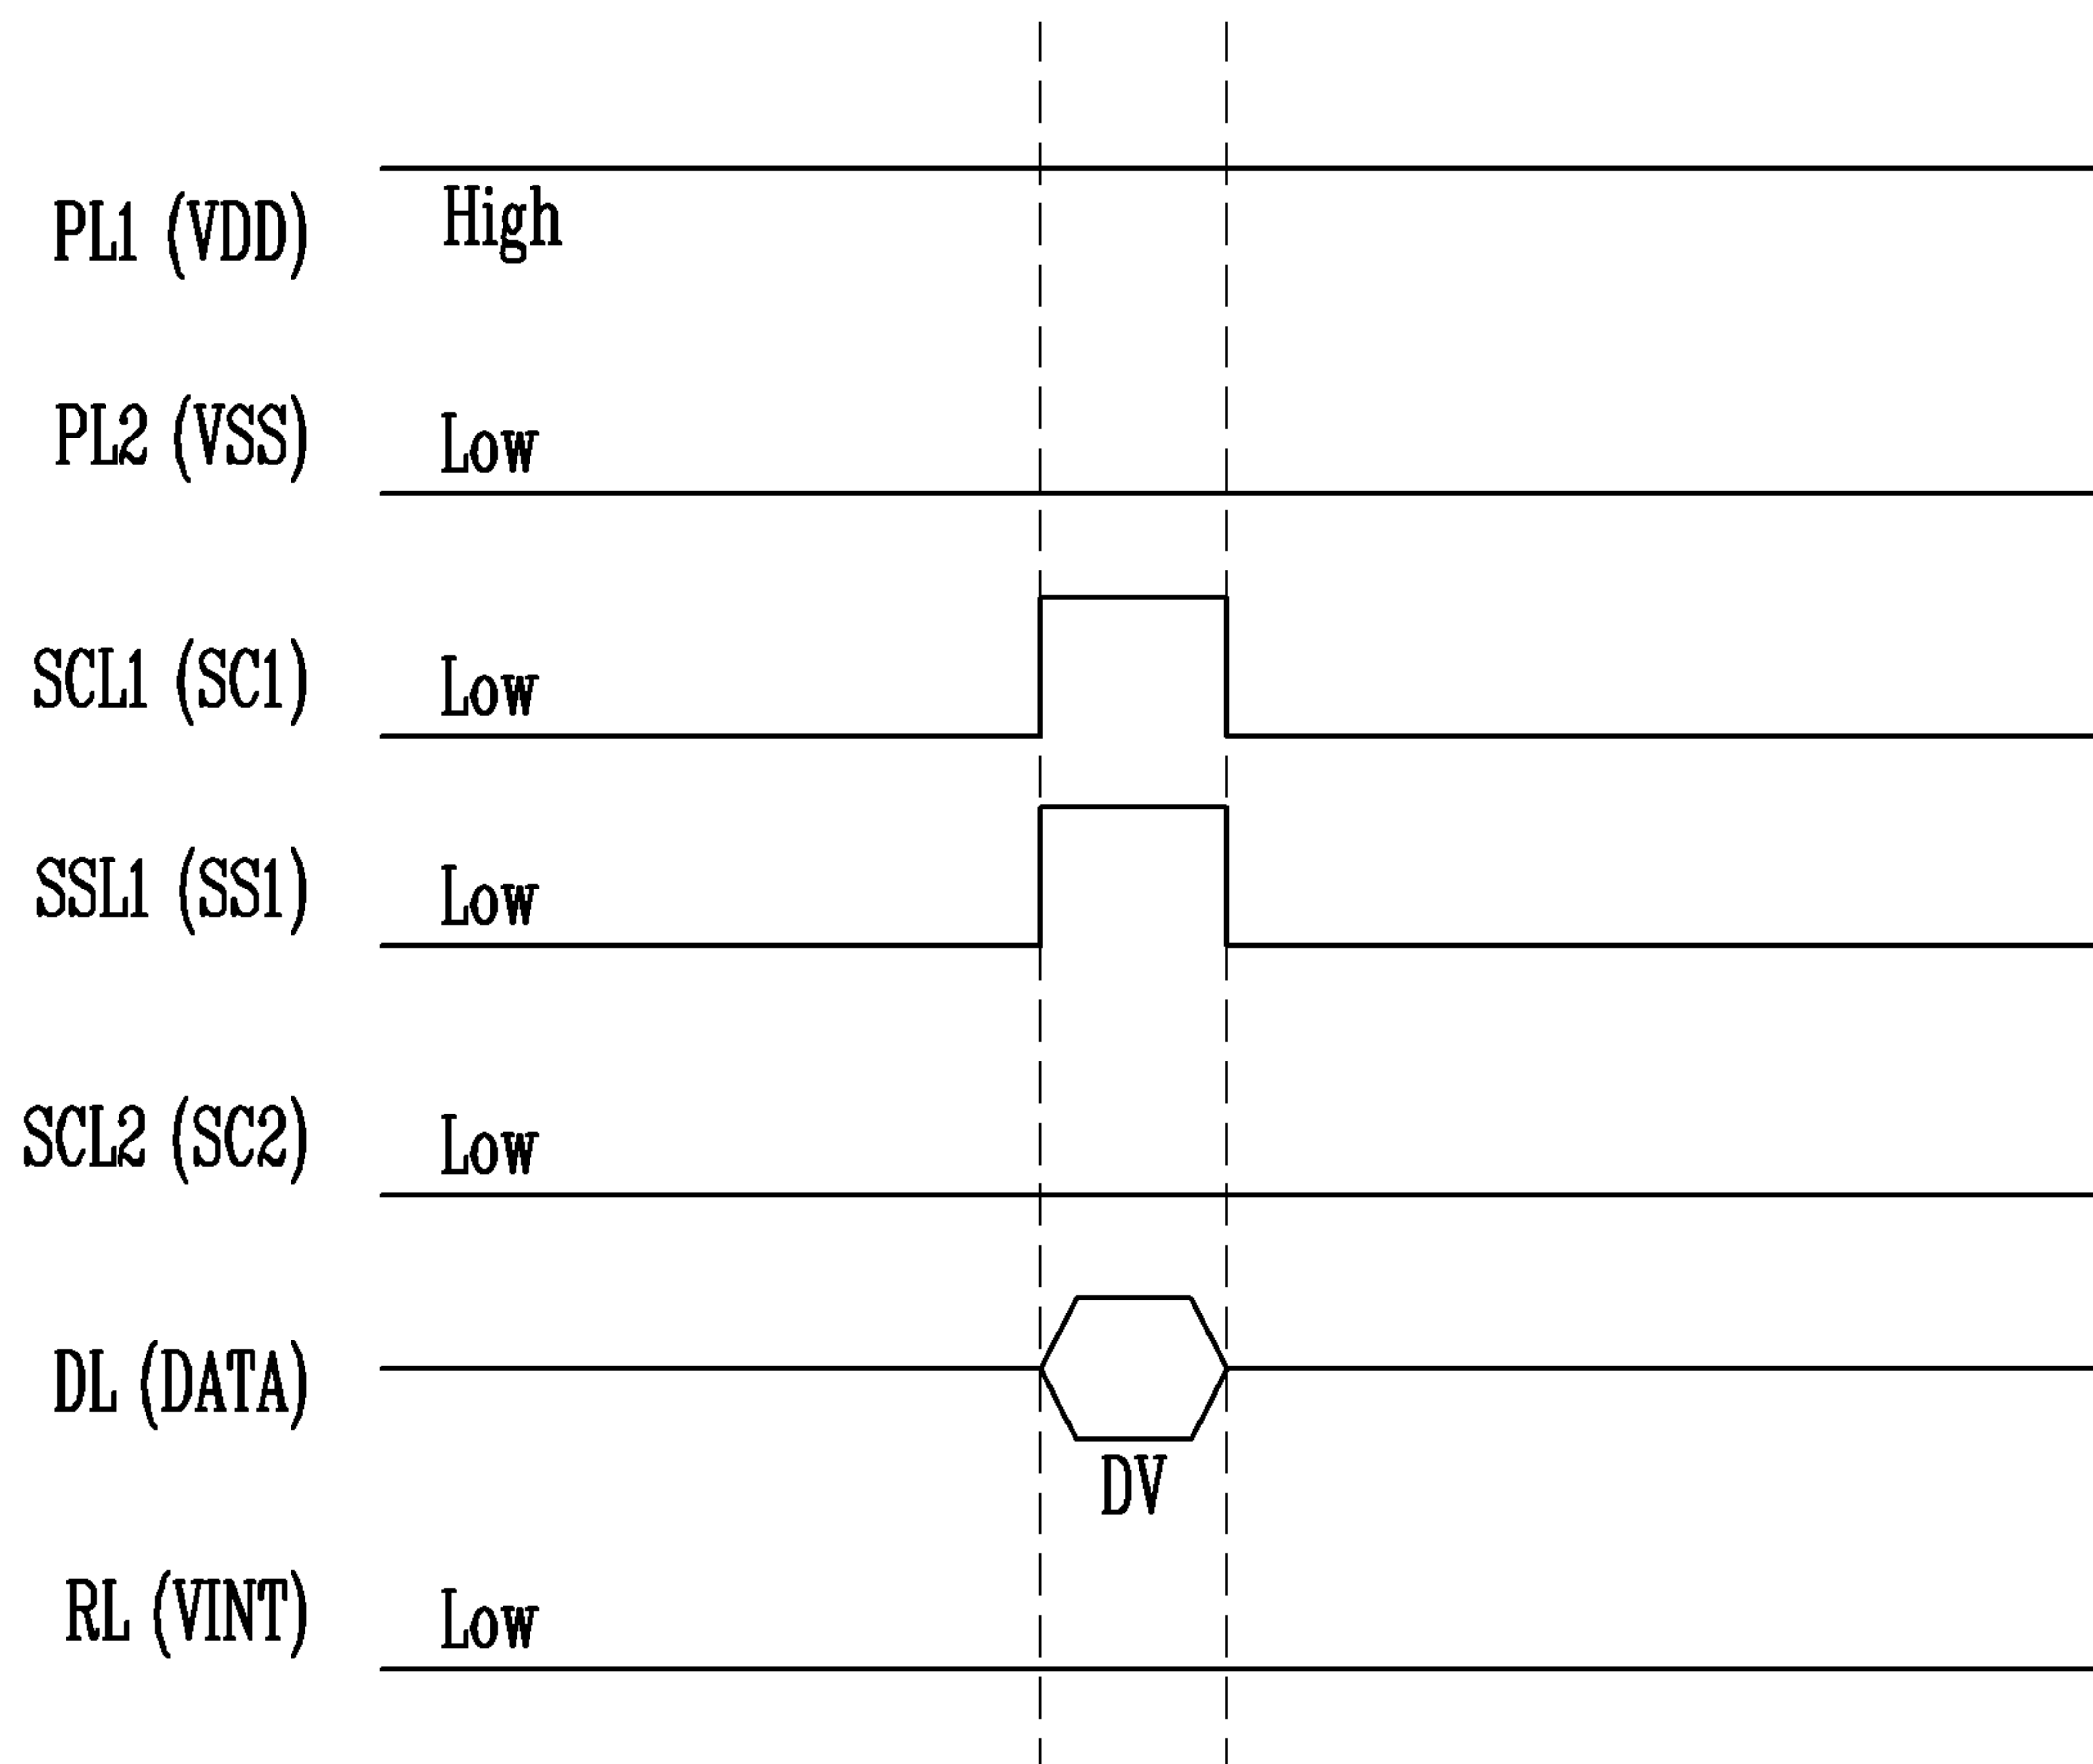 PL1 (VDD) High
PL2 (VSS) Low
SCL1 (SC1) Low
SSL1 (SS1) Low
SCL2 (SC2) Low
DL (DATA)
DV
RL (VINT) Low